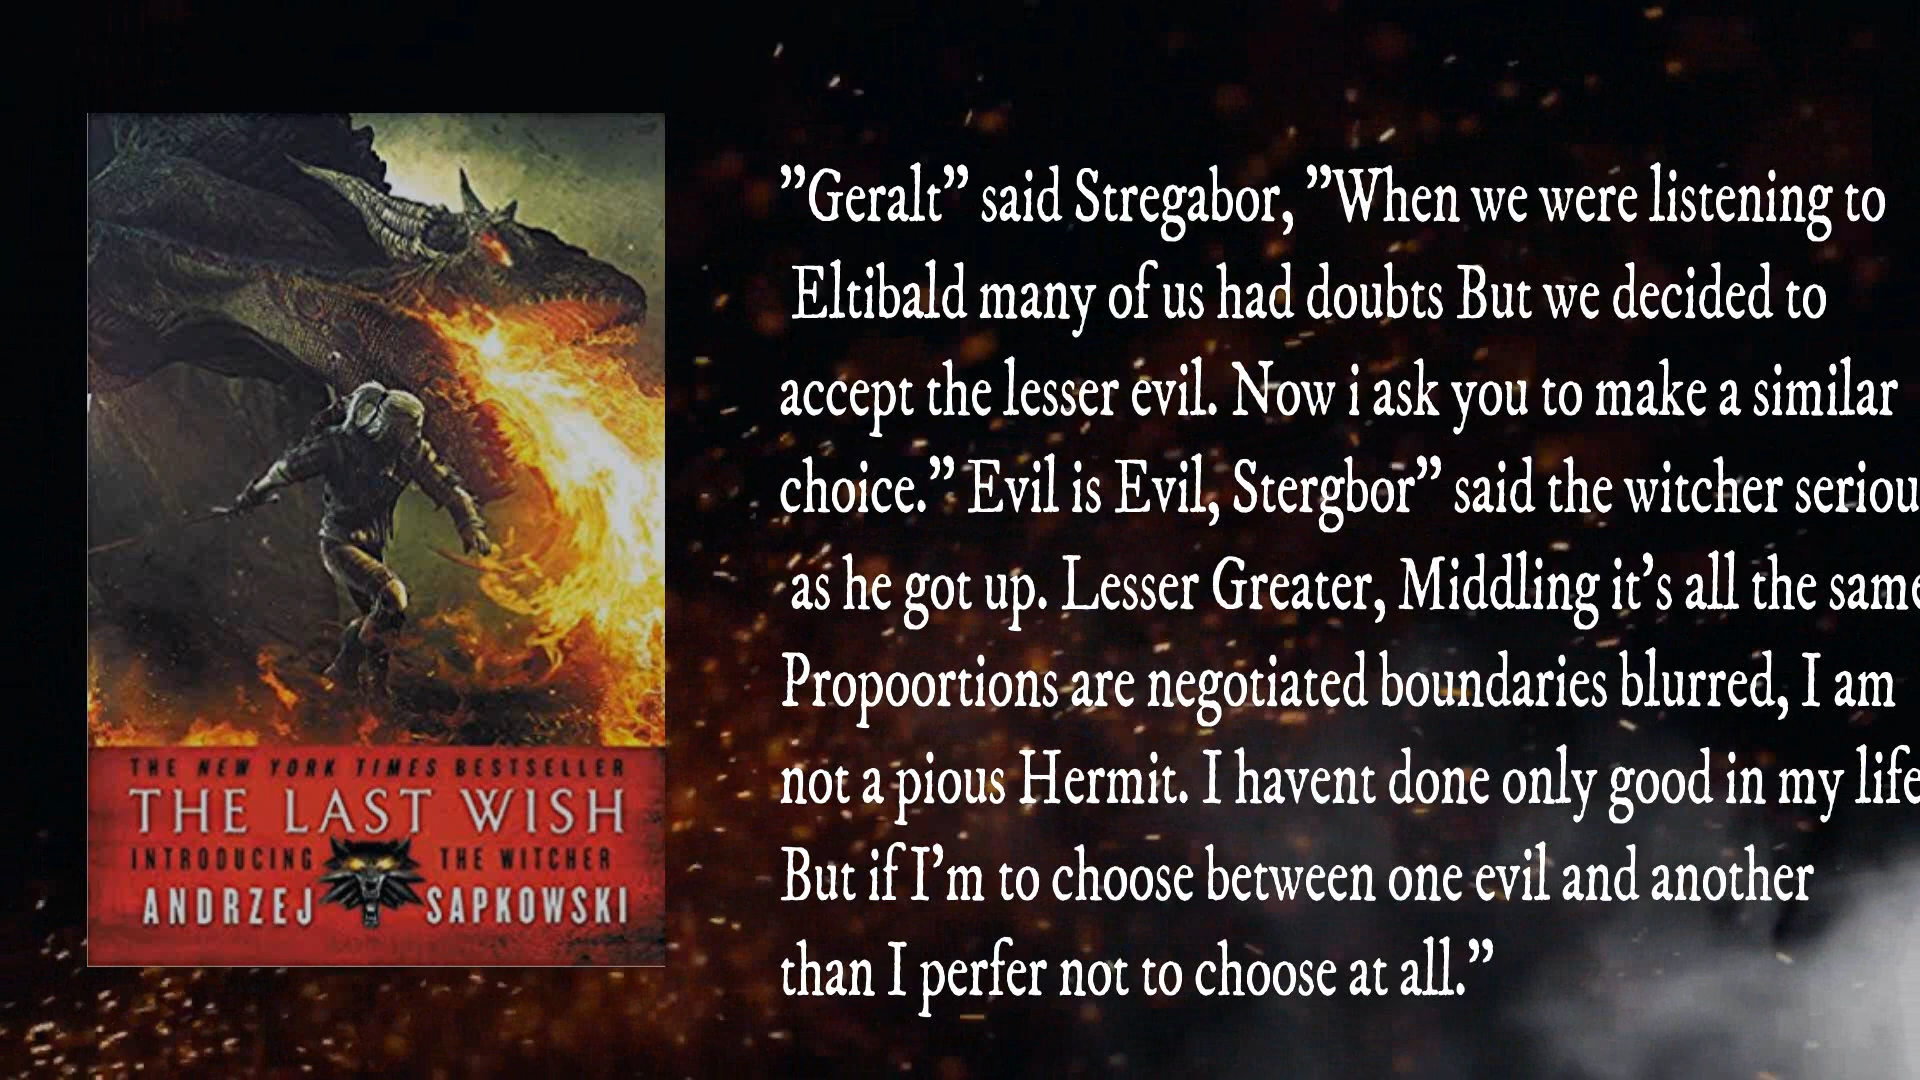 THE NEW YORK TIMES BESTSELLER
THE LAST WISH
INTRODUCING THE WITCHER
ANDRZEJ SAPKOWSKI
”Geralt” said Stregabor, ”When we were listening to
Eltibald many of us had doubts But we decided to
accept the lesser evil. Now i ask you to make a similar
choice.” Evil is Evil, Stergbor” said the witcher seriou
as he got up. Lesser Greater, Middling it’s all the same
Propoortions are negotiated boundaries blurred, I am
not a pious Hermit. I havent done only good in my life
But if I’m to choose between one evil and another
than I perfer not to choose at all.”